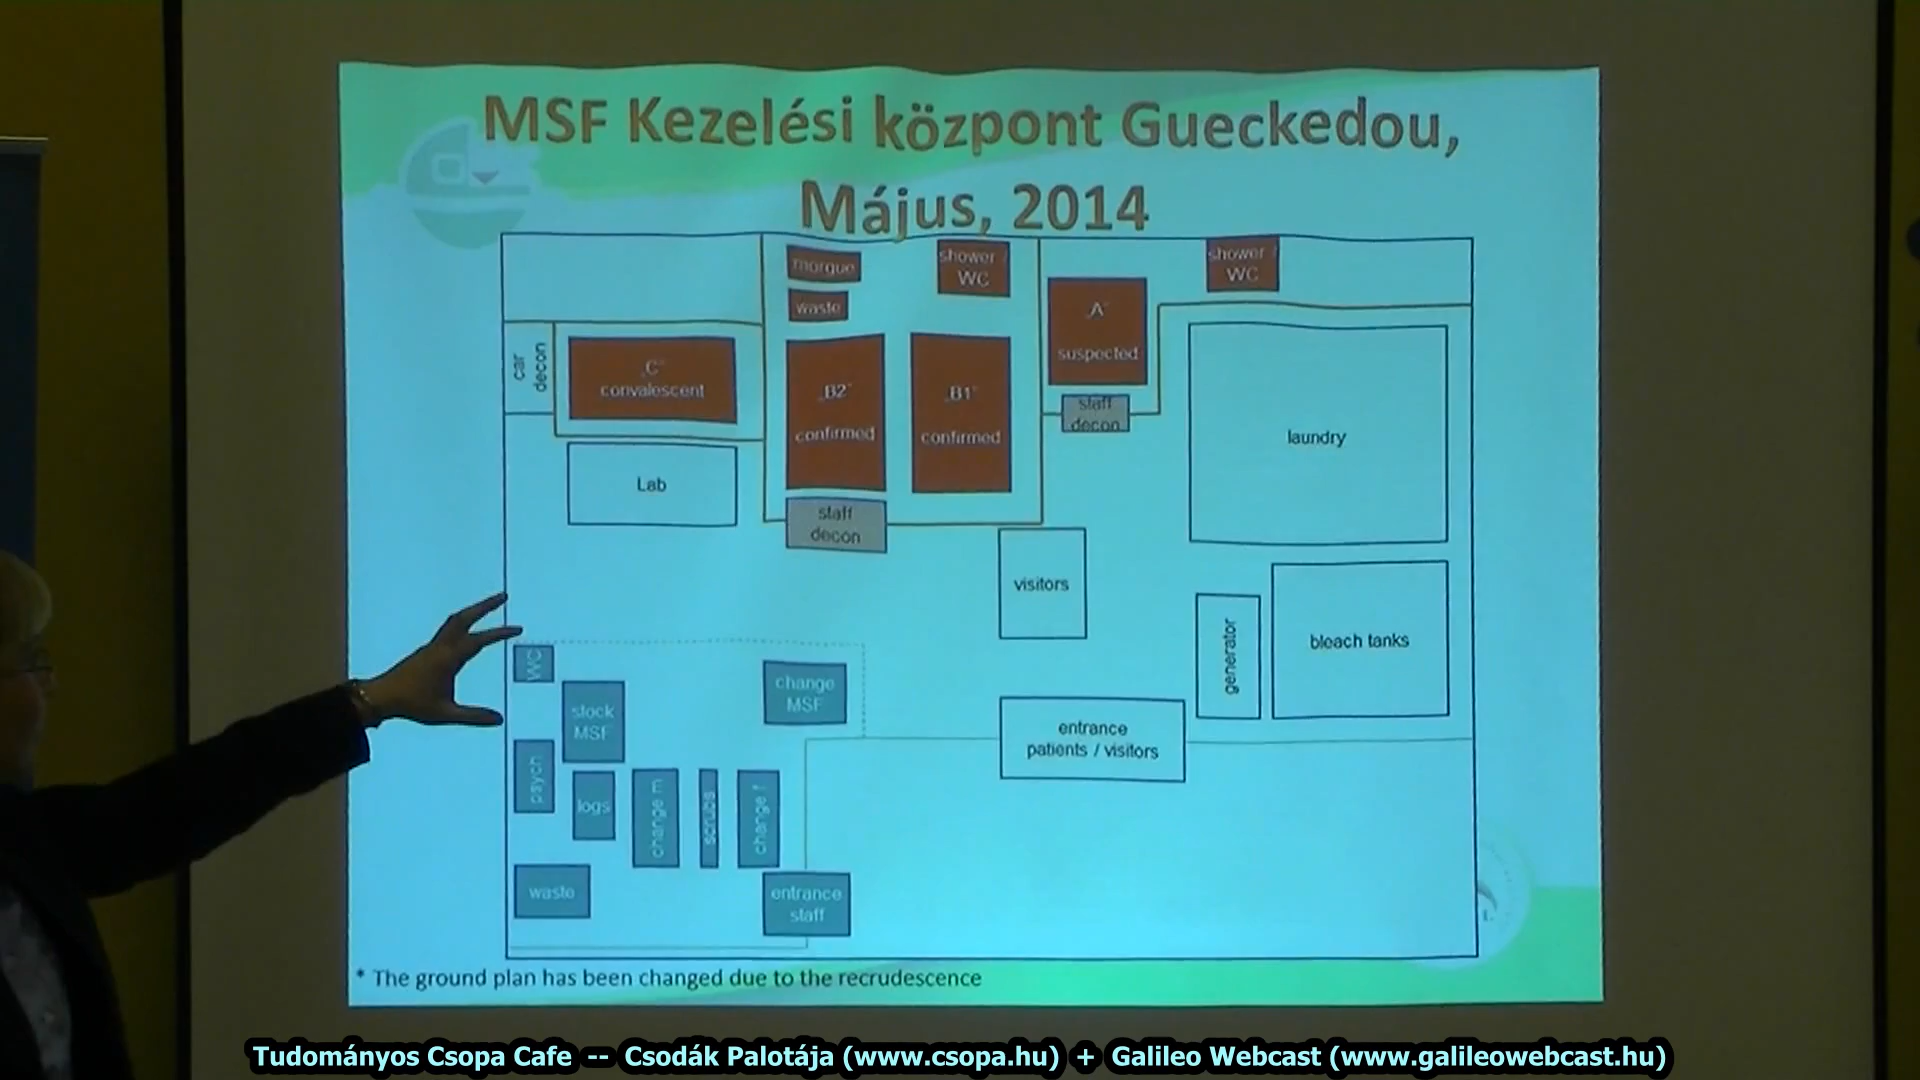 MSF Kezelési központ Gueckedou,
Május, 2014
morgue
waste
shower /
WC
shower /
WC
„A”
suspected
car
decon
„C”
convalescent
„B2”
confirmed
„B1”
confirmed
staff
decon
laundry
Lab
staff
decon
visitors
generator
bleach tanks
WC
stock
MSF
change
MSF
entrance
patients / visitors
psych
logs
change m
scrubs
change f
waste
entrance
staff
* The ground plan has been changed due to the recrudescence
Tudományos Csopa Cafe -- Csodák Palotája (www.csopa.hu) + Galileo Webcast (www.galileowebcast.hu)